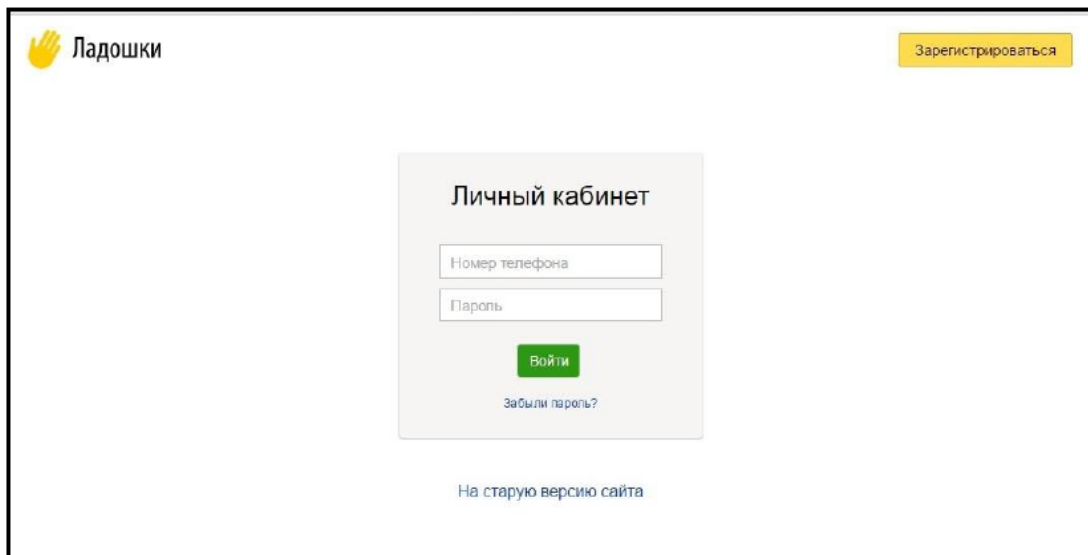 Ладошки
Зарегистрироваться
Личный кабинет
Номер телефона
Пароль
Войти
Забыли пароль?
На старую версию сайта